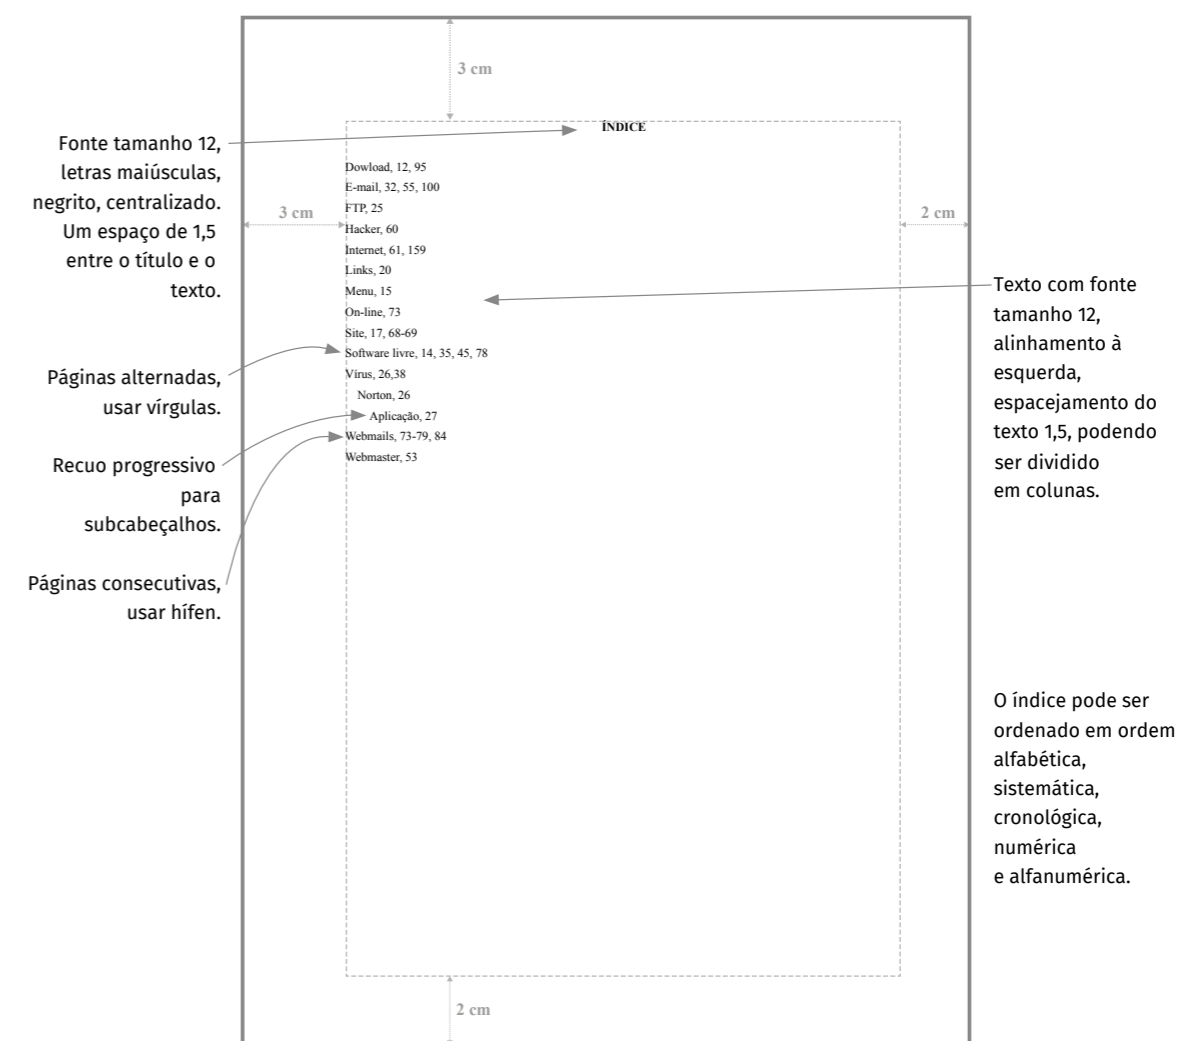 3 cm
ÍNDICE
Fonte tamanho 12,
letras maiúsculas,
negrito, centralizado.
Um espaço de 1,5
entre o título e o
texto.
3 cm
2 cm
Dowload, 12, 95
E-mail, 32, 55, 100
FTP, 25
Hacker, 60
Internet, 61, 159
Links, 20
Menu, 15
On-line, 73
Site, 17, 68-69
Software livre, 14, 35, 45, 78
Vírus, 26,38
Norton, 26
Aplicação, 27
Webmails, 73-79, 84
Webmaster, 53
Texto com fonte
tamanho 12,
alinhamento à
esquerda,
espacejamento do
texto 1,5, podendo
ser dividido
em colunas.
Páginas alternadas,
usar vírgulas.
Recuo progressivo
para
subcabeçalhos.
Páginas consecutivas,
usar hífen.
O índice pode ser
ordenado em ordem
alfabética,
sistemática,
cronológica,
numérica
e alfanumérica.
2 cm